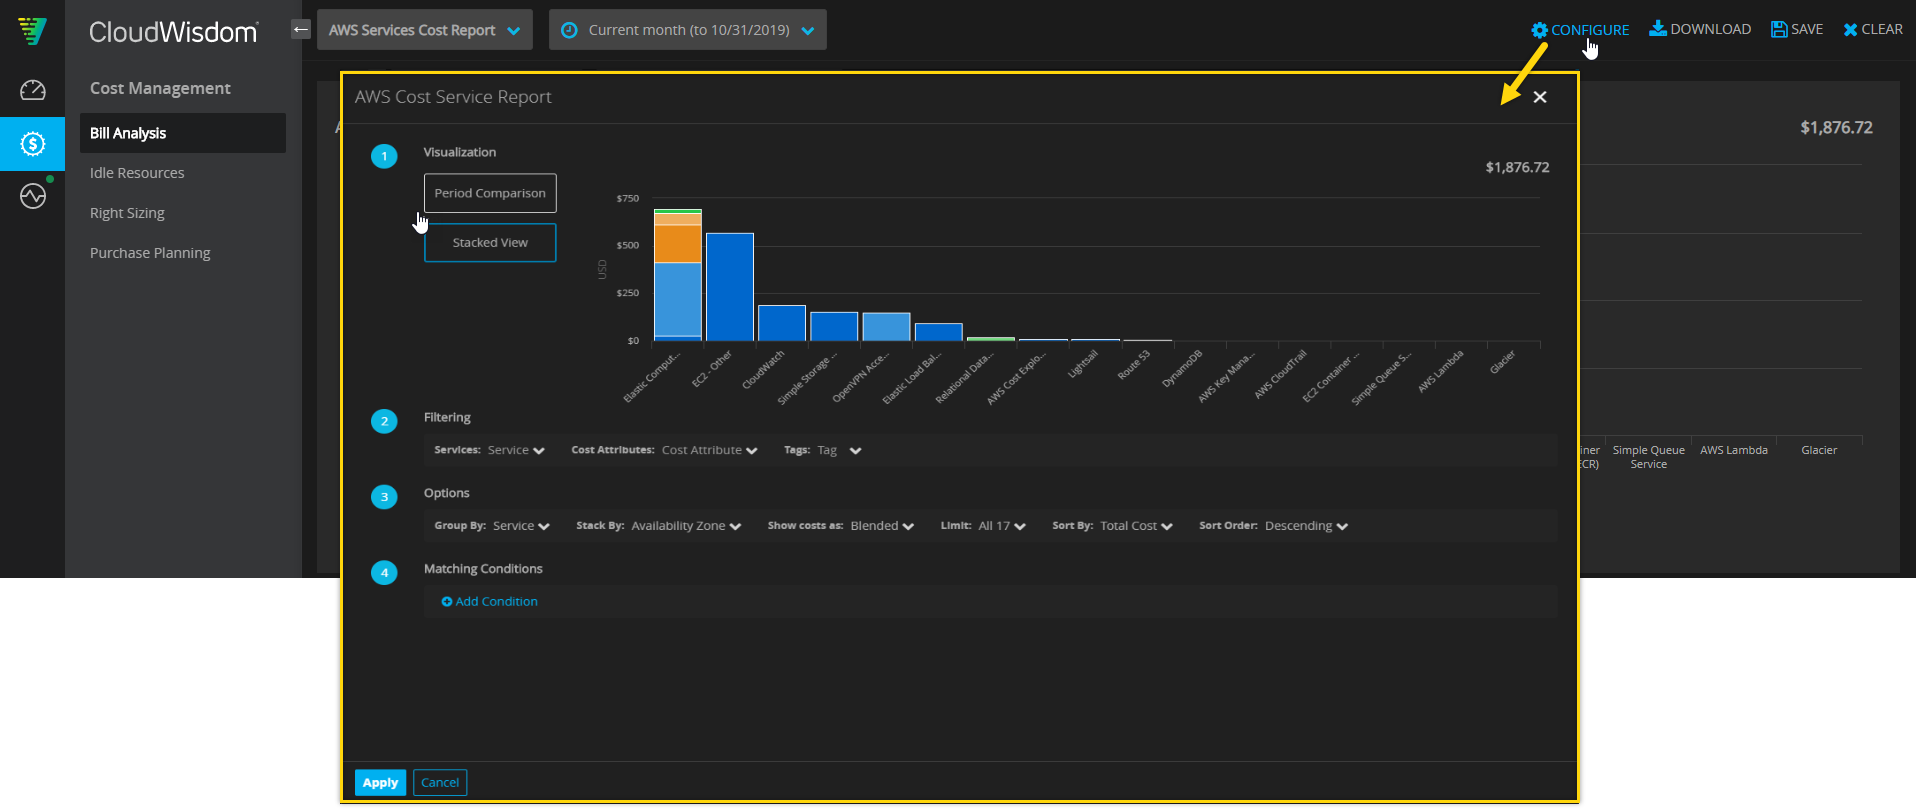 CloudWisdom
AWS Services Cost Report
Current month (to 10/31/2019)
CONFIGURE
DOWNLOAD
SAVE
CLEAR
Cost Management
Bill Analysis
Idle Resources
Right Sizing
Purchase Planning
$1,876.72
AWS Cost Service Report
1
Visualization
Period Comparison
Stacked View
$1,876.72
USD
$750
$500
$250
$0
Elastic Comput...
EC2 - Other
CloudWatch
Simple Storage ...
OpenVPN Acce...
Elastic Load Bal...
Relational Data...
AWS Cost Explo...
Lightsail
Route 53
DynamoDB
AWS Key Mana...
AWS CloudTrail
EC2 Container ...
Simple Queue S...
AWS Lambda
Glacier
2
Filtering
Services: Service
Cost Attributes: Cost Attribute
Tags: Tag
3
Options
Group By: Service
Stack By: Availability Zone
Show costs as: Blended
Limit: All 17
Sort By: Total Cost
Sort Order: Descending
4
Matching Conditions
Add Condition
Apply
Cancel
iner
ECR)
Simple Queue
Service
AWS Lambda
Glacier